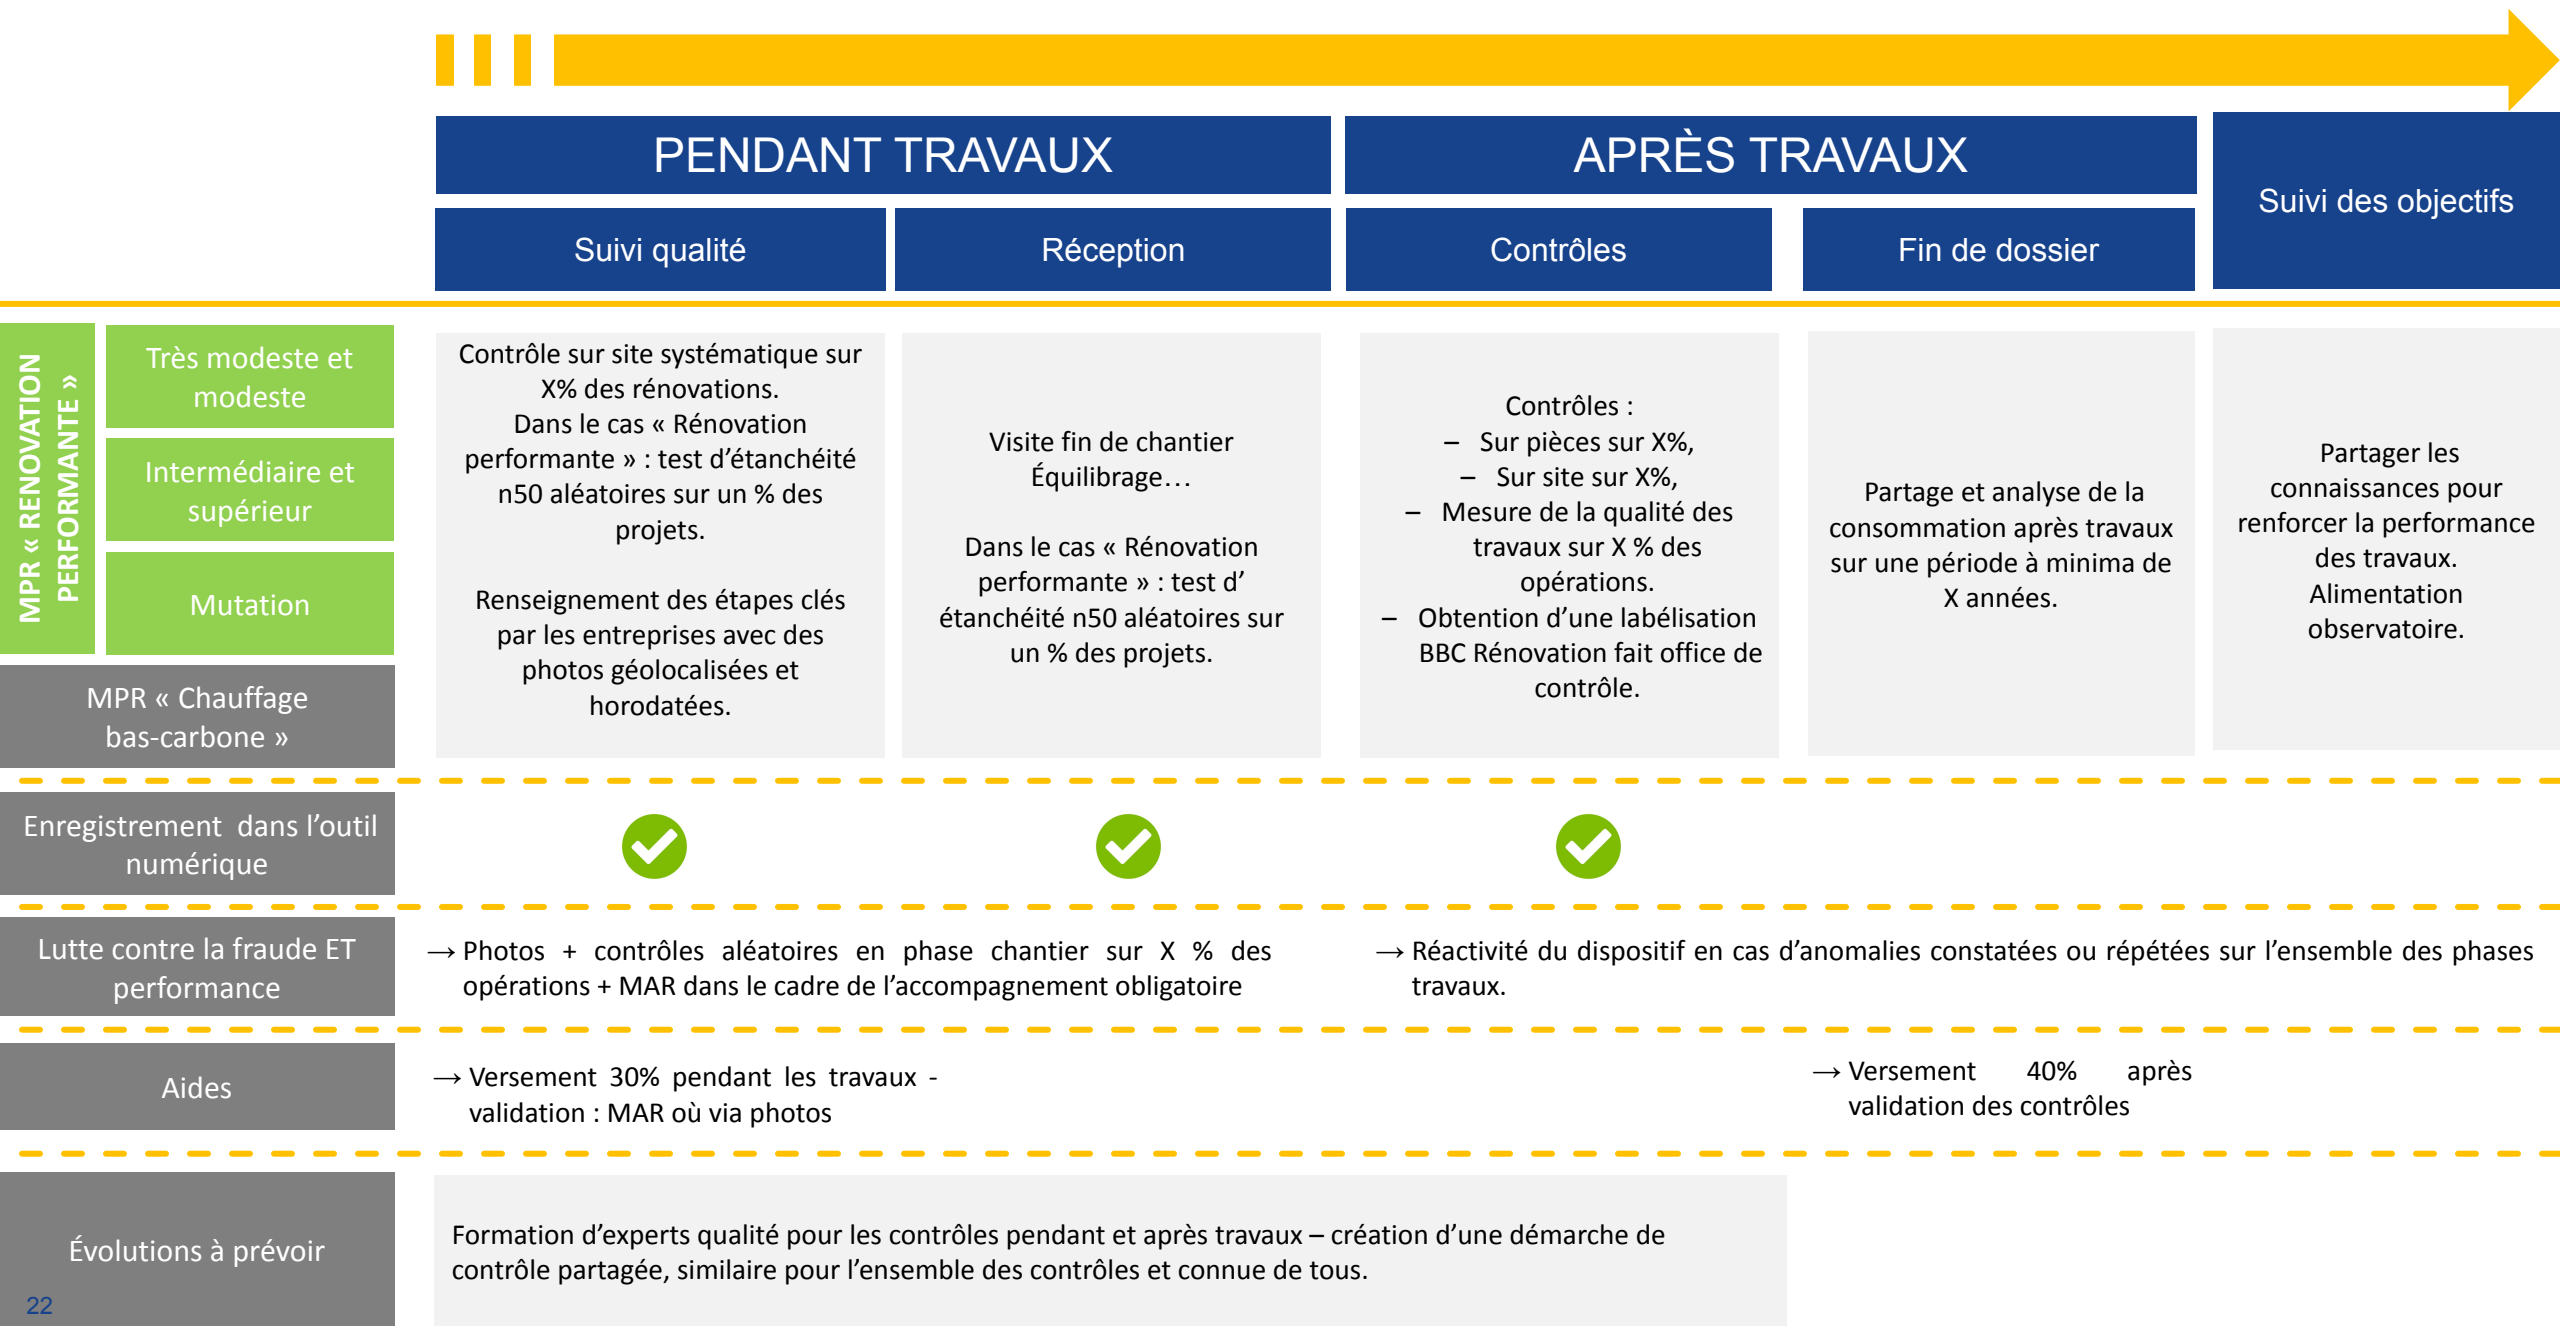 PENDANT TRAVAUX
APRÈS TRAVAUX
Suivi des objectifs
Suivi qualité
Réception
Contrôles
Fin de dossier
MPR « RENOVATION
PERFORMANTE »
Très modeste et
modeste
Intermédiaire et
supérieur
Mutation
MPR « Chauffage
bas-carbone »
Contrôle sur site systématique sur
X% des rénovations.
Dans le cas « Rénovation
performante » : test d’étanchéité
n50 aléatoires sur un % des
projets.
Renseignement des étapes clés
par les entreprises avec des
photos géolocalisées et
horodatées.
Visite fin de chantier
Équilibrage…
Dans le cas « Rénovation
performante » : test d’
étanchéité n50 aléatoires sur
un % des projets.
Contrôles :
– Sur pièces sur X%,
– Sur site sur X%,
– Mesure de la qualité des
travaux sur X % des
opérations.
– Obtention d’une labélisation
BBC Rénovation fait office de
contrôle.
Partage et analyse de la
consommation après travaux
sur une période à minima de
X années.
Partager les
connaissances pour
renforcer la performance
des travaux.
Alimentation
observatoire.
Enregistrement dans l’outil
numérique
Lutte contre la fraude ET
performance
→ Photos + contrôles aléatoires en phase chantier sur X % des
opérations + MAR dans le cadre de l’accompagnement obligatoire
→ Réactivité du dispositif en cas d’anomalies constatées ou répétées sur l’ensemble des phases
travaux.
Aides
→ Versement 30% pendant les travaux -
validation : MAR où via photos
→ Versement 40% après
validation des contrôles
Évolutions à prévoir
Formation d’experts qualité pour les contrôles pendant et après travaux – création d’une démarche de
contrôle partagée, similaire pour l’ensemble des contrôles et connue de tous.
22